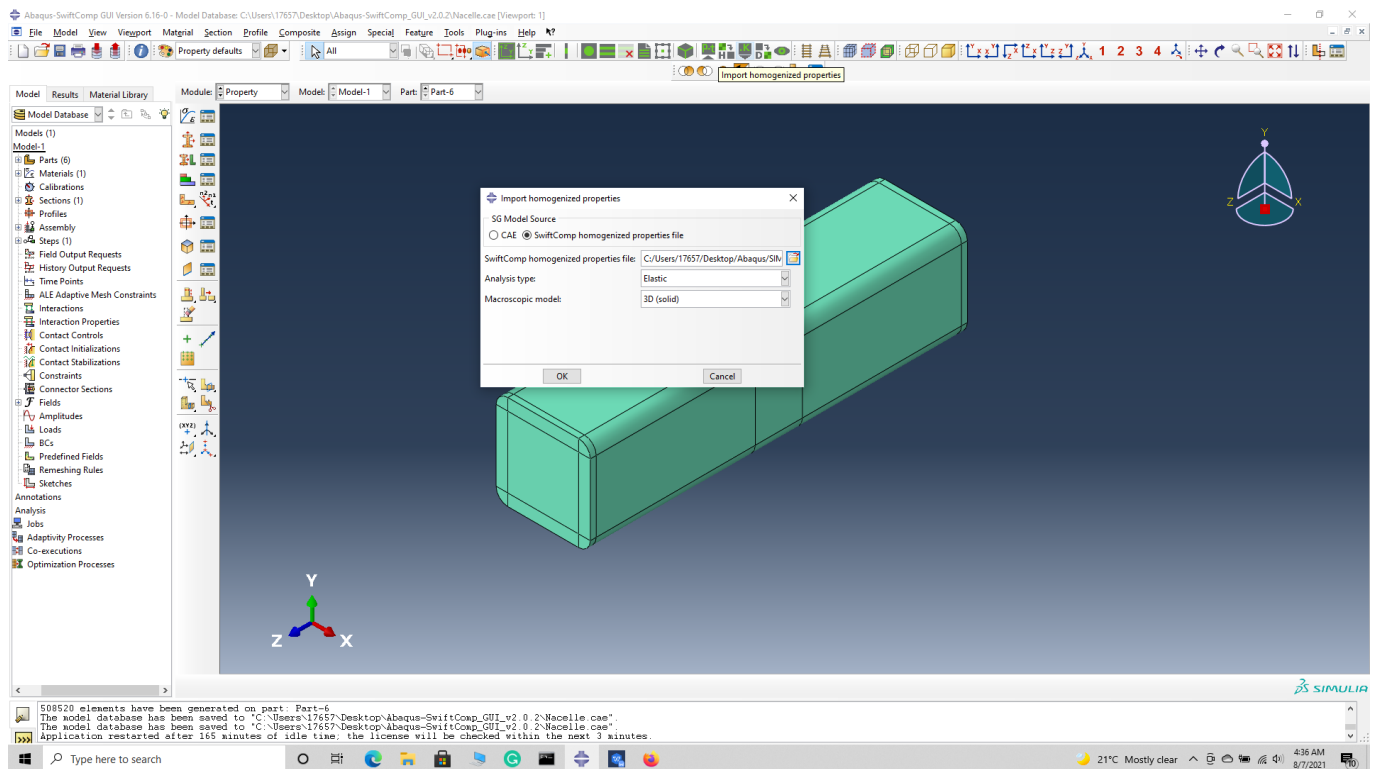 Abaqus-SwiftComp GUI Version 6.16-0 - Model Database: C:\Users\17657\Desktop\Abaqus-SwiftComp_GUI_v2.0.2\Nacelle.cae [Viewport: 1]
File Model View Viewport Material Section Profile Composite Assign Special Feature Tools Plug-ins Help
Property defaults All 1 2 3 4
Import homogenized properties
Model Results Material Library Module: Property Model: Model-1 Part: Part-6
Model Database
Models (1)
Model-1
Parts (6)
Materials (1)
Calibrations
Sections (1)
Profiles
Assembly
Steps (1)
Field Output Requests
History Output Requests
Time Points
ALE Adaptive Mesh Constraints
Interactions
Interaction Properties
Contact Controls
Contact Initializations
Contact Stabilizations
Constraints
Connector Sections
Fields
Amplitudes
Loads
BCs
Predefined Fields
Remeshing Rules
Sketches
Annotations
Analysis
Jobs
Adaptivity Processes
Co-executions
Optimization Processes
Import homogenized properties
SG Model Source
CAE SwiftComp homogenized properties file
SwiftComp homogenized properties file: C:/Users/17657/Desktop/Abaqus/SIM
Analysis type: Elastic
Macroscopic model: 3D (solid)
OK Cancel
Y
Z X
Y
Z X
SIMULIA
508520 elements have been generated on part: Part-6
The model database has been saved to "C:\Users\17657\Desktop\Abaqus-SwiftComp_GUI_v2.0.2\Nacelle.cae".
The model database has been saved to "C:\Users\17657\Desktop\Abaqus-SwiftComp_GUI_v2.0.2\Nacelle.cae".
Application restarted after 165 minutes of idle time; the license will be checked within the next 3 minutes.
Type here to search
21°C Mostly clear
4:36 AM
8/7/2021